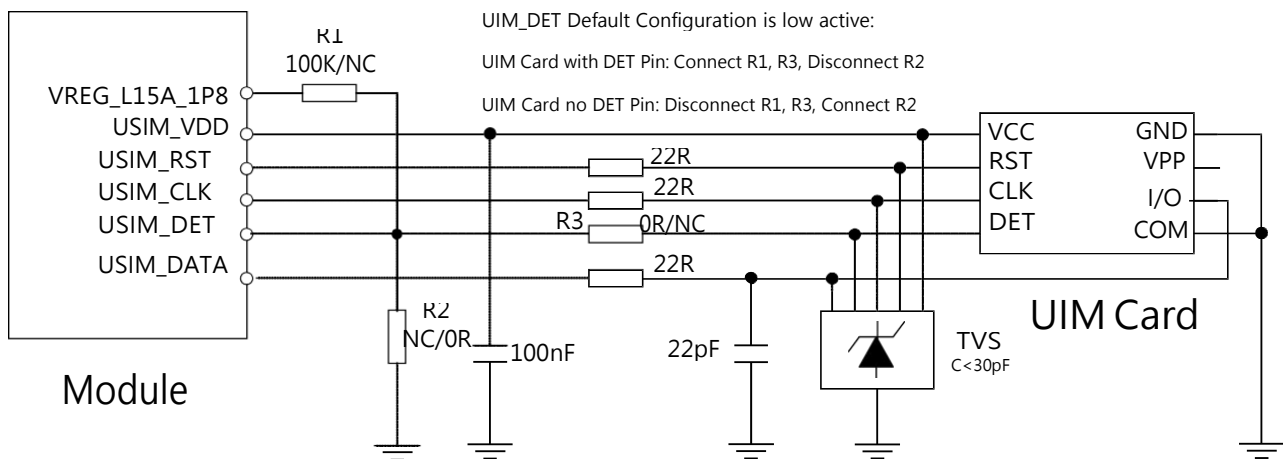 UIM_DET Default Configuration is low active:
R1
100K/NC
UIM Card with DET Pin: Connect R1, R3, Disconnect R2
UIM Card no DET Pin: Disconnect R1, R3, Connect R2
VREG_L15A_1P8
USIM_VDD
USIM_RST
USIM_CLK
USIM_DET
USIM_DATA
22R
22R
R3
0R/NC
22R
VCC
RST
CLK
DET
GND
VPP
I/O
COM
UIM Card
R2
NC/0R
100nF
22pF
TVS
C<30pF
Module